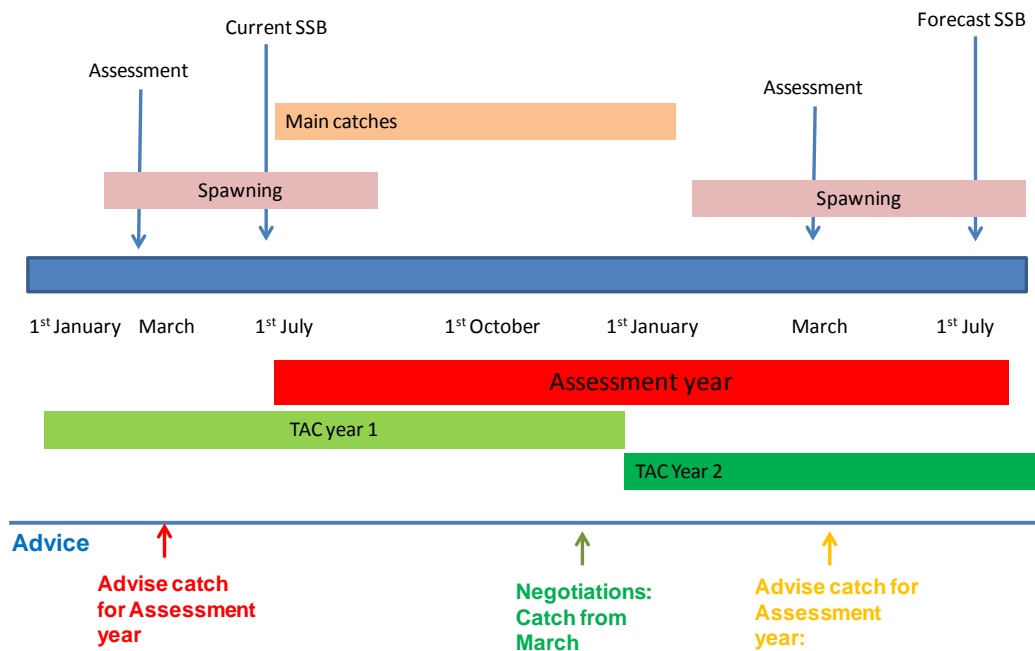 Forecast SSB
Current SSB
Assessment
Assessment
Main catches
Spawning
Spawning
1st January March 1st July 1st October 1st January March 1st July
Assessment year
TAC year 1
TAC Year 2
Advice
Advise catch
for Assessment
year
Negotiations:
Catch from
March
Advise catch for
Assessment
year: